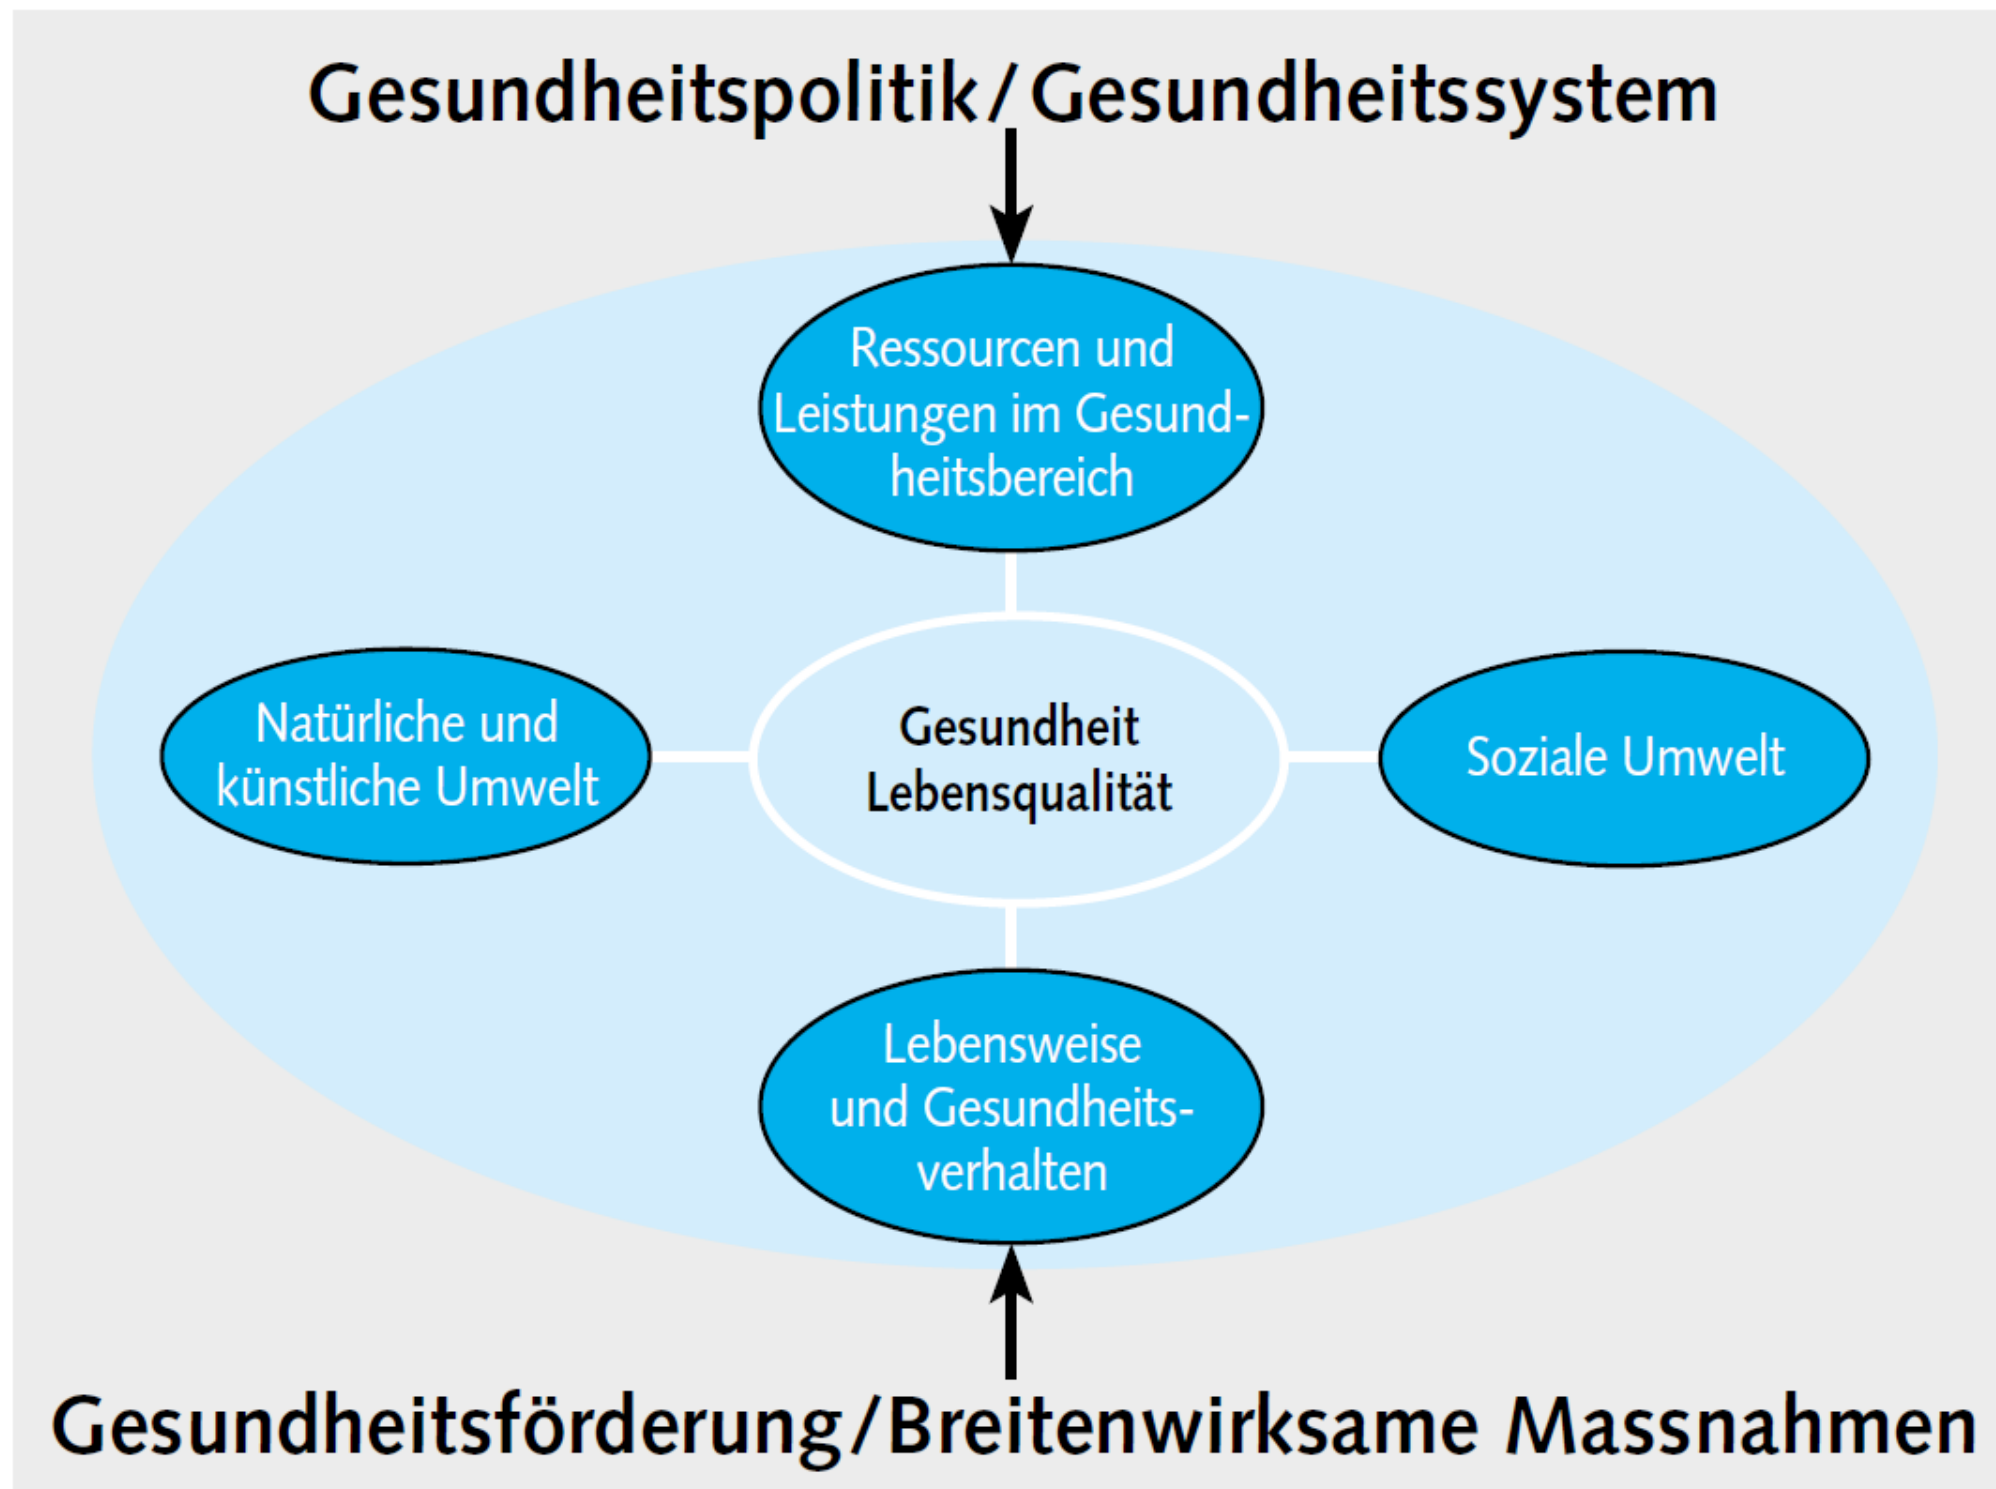 Gesundheitspolitik/Gesundheitssystem
Ressourcen und
Leistungen im Gesund-
heitsbereich
Natürliche und
künstliche Umwelt
Gesundheit
Lebensqualität
Soziale Umwelt
Lebensweise
und Gesundheits-
verhalten
Gesundheitsförderung/Breitenwirksame Massnahmen